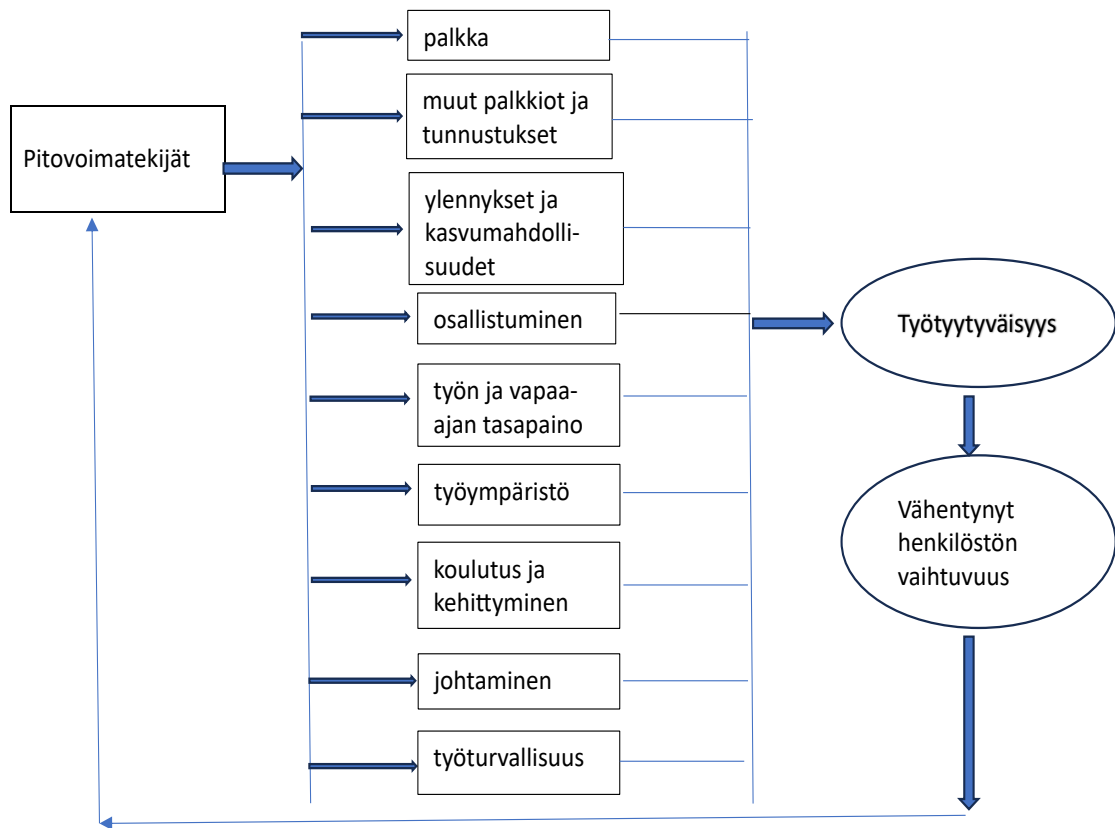 Pitovoimatekijät
palkka
muut palkkiot ja
tunnustukset
ylennykset ja
kasvumahdolli-
suudet
osallistuminen
työn ja vapaa-
ajan tasapaino
työympäristö
koulutus ja
kehittyminen
johtaminen
työturvallisuus
Työtyytyväisyys
Vähentynyt
henkilöstön
vaihtuvuus